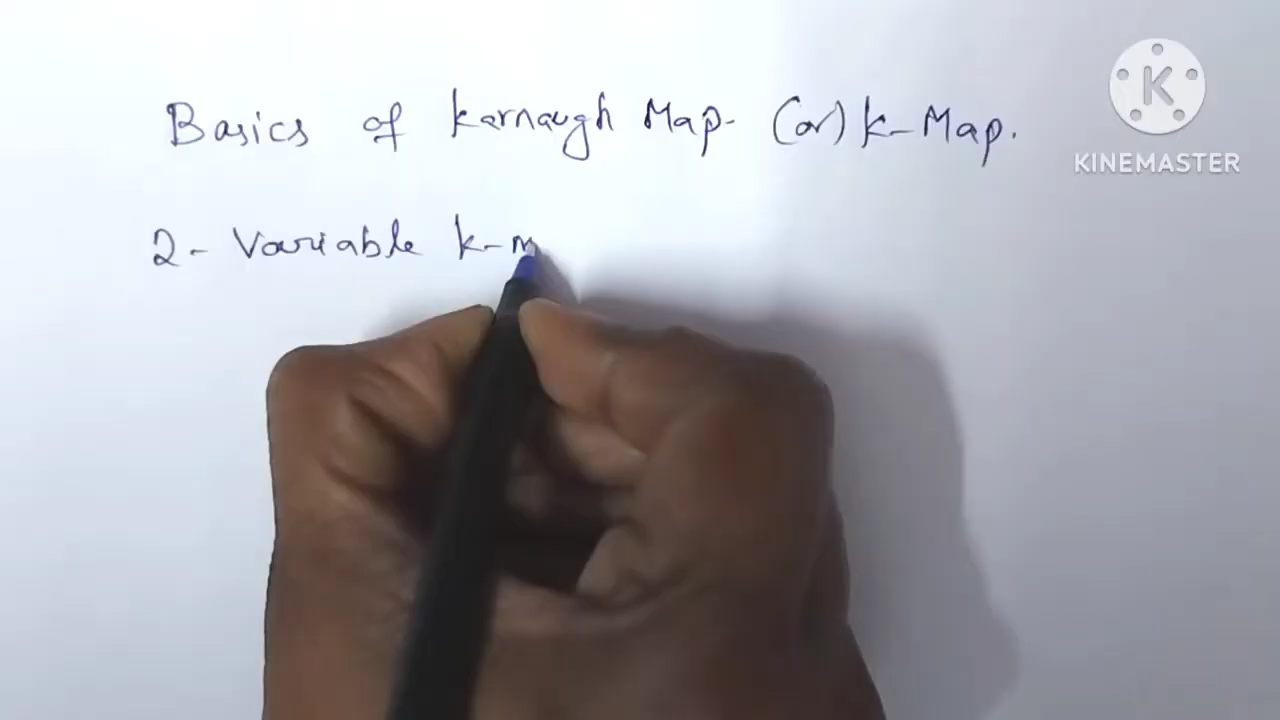 Basics of Karnaugh Map (or) K-Map.
K
KINEMASTER
2- Variable K-m